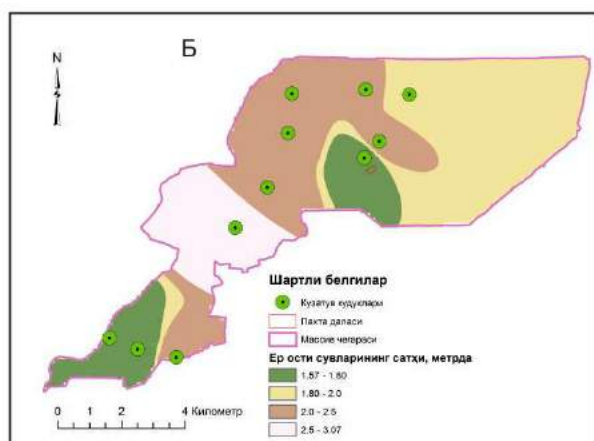 Б
N
Шартли белгилар
Кузатув кудуклари
Пахта даласи
Массив чегараси
Ер ости сувларининг сатҳи, метрда
1.57 - 1.80
1.80 - 2.0
2.0 - 2.5
2.5 - 3.07
0 1 2 4 Километр